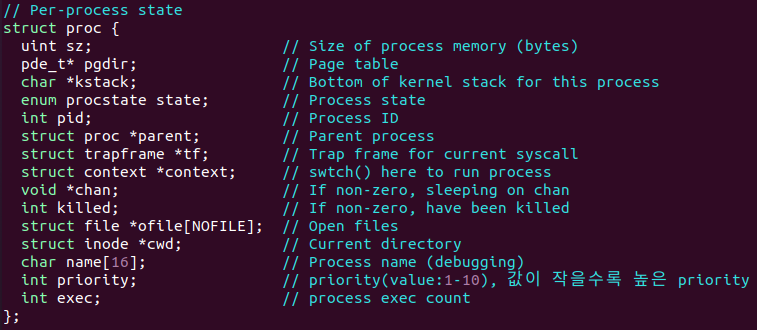 // Per-process state
struct proc {
  uint sz;                     // Size of process memory (bytes)
  pde_t* pgdir;                // Page table
  char *kstack;                // Bottom of kernel stack for this process
  enum procstate state;        // Process state
  int pid;                     // Process ID
  struct proc *parent;         // Parent process
  struct trapframe *tf;        // Trap frame for current syscall
  struct context *context;     // swtch() here to run process
  void *chan;                  // If non-zero, sleeping on chan
  int killed;                  // If non-zero, have been killed
  struct file *ofile[NOFILE];  // Open files
  struct inode *cwd;           // Current directory
  char name[16];               // Process name (debugging)
  int priority;                // priority(value:1-10), 값이 작을수록 높은 priority
  int exec;                    // process exec count
};